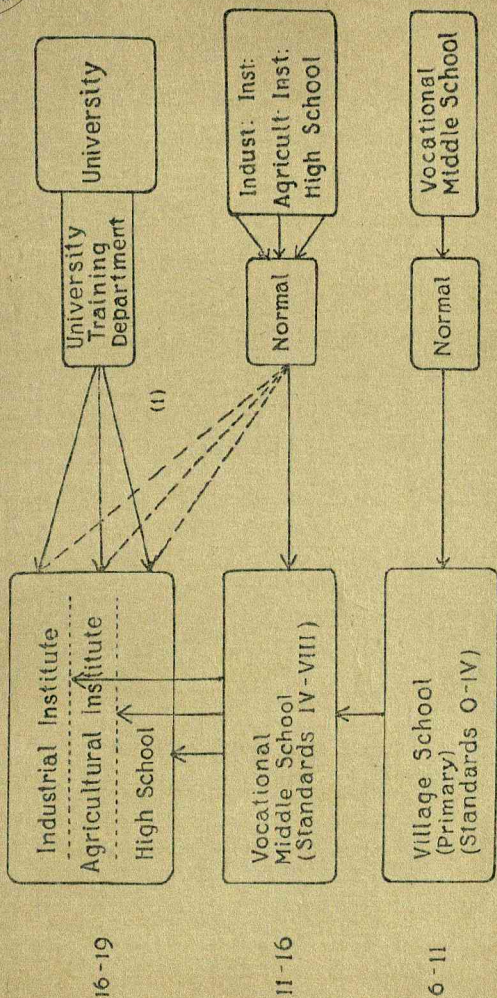 16-19
Industrial Institute
Agricultural Institute
High School
(1)
University
Training
Department
University
11-16
Vocational
Middle School
(Standards IV-VIII)
Normal
Indust: Inst:
Agricult: Inst:
High School
6-11
Village School
(Primary)
(Standards O-IV)
Normal
Vocational
Middle School